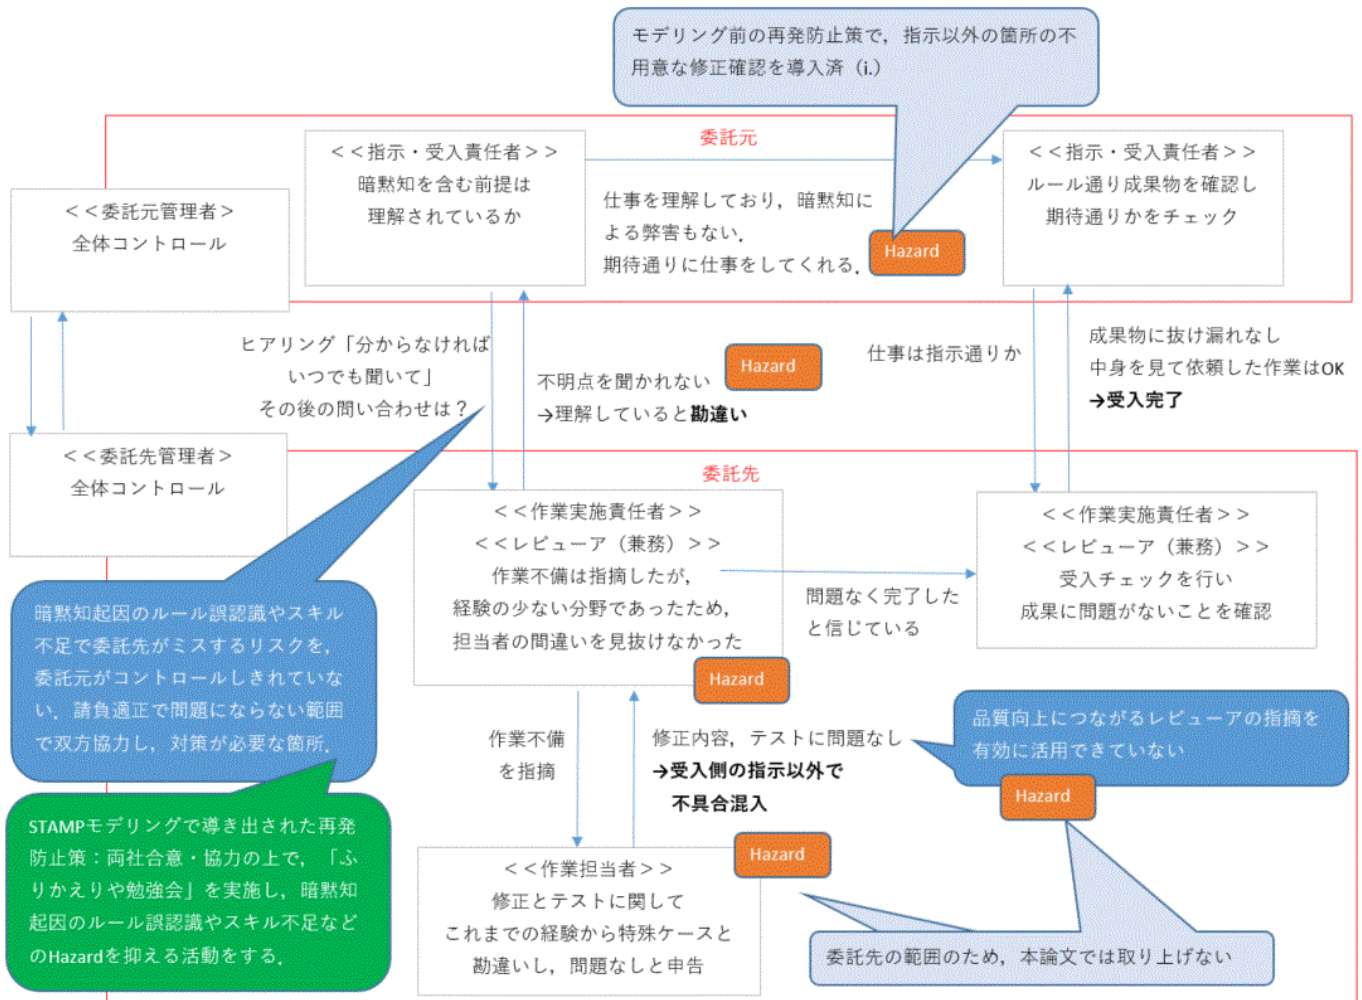 モデリング前の再発防止策で，指示以外の箇所の不
用意な修正確認を導入済（i.）
委託元
＜＜指示・受入責任者＞＞
暗黙知を含む前提は
理解されているか
＜＜指示・受入責任者＞＞
ルール通り成果物を確認し
期待通りかをチェック
＜＜委託元管理者＞
全体コントロール
仕事を理解しており，暗黙知に
よる弊害もない．
期待通りに仕事をしてくれる．
Hazard
ヒアリング「分からなければ
いつでも聞いて」
その後の問い合わせは？
Hazard
不明点を聞かれない
→理解していると勘違い
仕事は指示通りか
成果物に抜け漏れなし
中身を見て依頼した作業はOK
→受入完了
＜＜委託先管理者＞
全体コントロール
委託先
＜＜作業実施責任者＞＞
＜＜レビューア（兼務）＞＞
作業不備は指摘したが，
経験の少ない分野であったため，
担当者の間違いを見抜けなかった
Hazard
問題なく完了した
と信じている
＜＜作業実施責任者＞＞
＜＜レビューア（兼務）＞＞
受入チェックを行い
成果に問題がないことを確認
暗黙知起因のルール誤認識やスキル
不足で委託先がミスするリスクを，
委託元がコントロールしきれていな
い．請負適正で問題にならない範囲
で双方協力し，対策が必要な箇所．
作業不備
を指摘
修正内容，テストに問題なし
→受入側の指示以外で
不具合混入
品質向上につながるレビューアの指摘を
有効に活用できていない
Hazard
STAMPモデリングで導き出された再発
防止策：両社合意・協力の上で，「ふ
りかえりや勉強会」を実施し，暗黙知
起因のルール誤認識やスキル不足など
のHazardを抑える活動をする．
Hazard
＜＜作業担当者＞＞
修正とテストに関して
これまでの経験から特殊ケースと
勘違いし，問題なしと申告
委託先の範囲のため，本論文では取り上げない